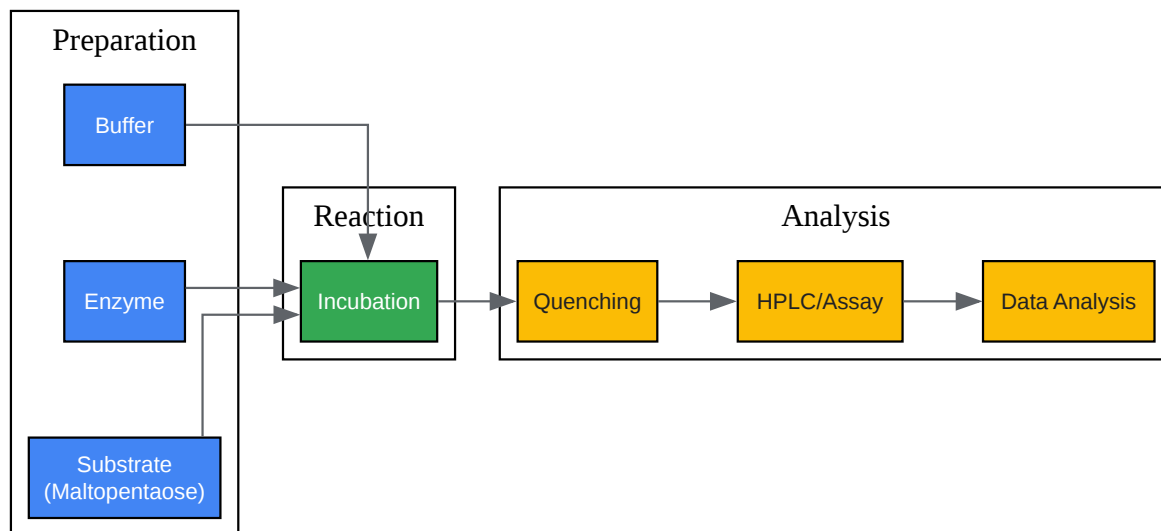 Preparation
Buffer
Enzyme
Substrate
(Maltopentaose)
Reaction
Incubation
Analysis
Quenching
HPLC/Assay
Data Analysis